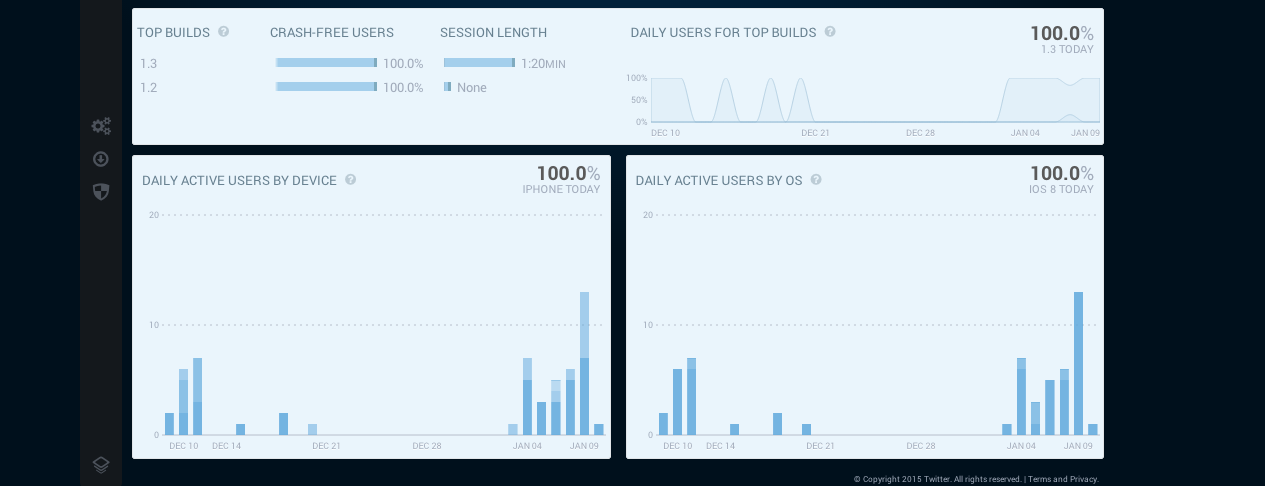 TOP BUILDS ?
CRASH-FREE USERS
SESSION LENGTH
1.3
100.0%
1:20MIN
1.2
100.0%
None
DAILY USERS FOR TOP BUILDS ?
100.0%
1.3 TODAY
100%
50%
0%
DEC 10 DEC 21 DEC 28 JAN 04 JAN 09
DAILY ACTIVE USERS BY DEVICE ?
100.0%
IPHONE TODAY
20
10
0
DEC 10 DEC 14 DEC 21 DEC 28 JAN 04 JAN 09
DAILY ACTIVE USERS BY OS ?
100.0%
IOS 8 TODAY
20
10
0
DEC 10 DEC 14 DEC 21 DEC 28 JAN 04 JAN 09
© Copyright 2015 Twitter. All rights reserved. | Terms and Privacy.